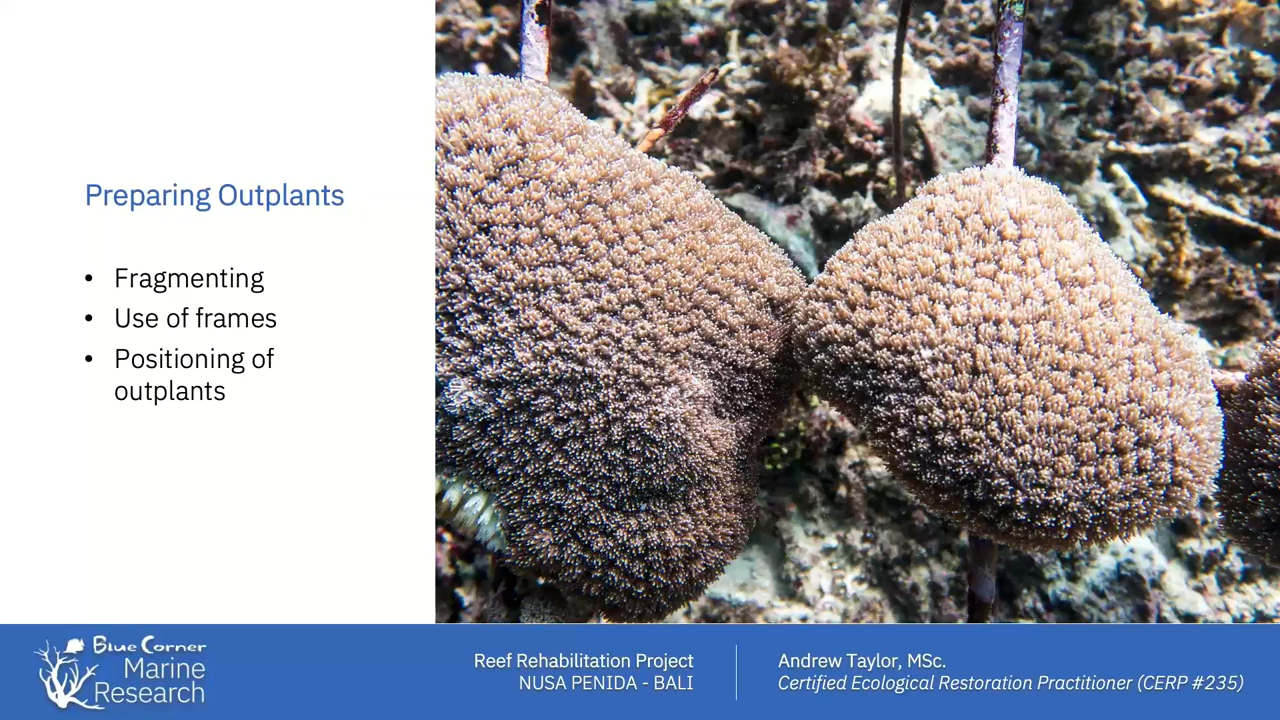 Preparing Outplants
• Fragmenting
• Use of frames
• Positioning of
outplants
Blue Corner
Marine
Research
Reef Rehabilitation Project
NUSA PENIDA - BALI
Andrew Taylor, MSc.
Certified Ecological Restoration Practitioner (CERP #235)